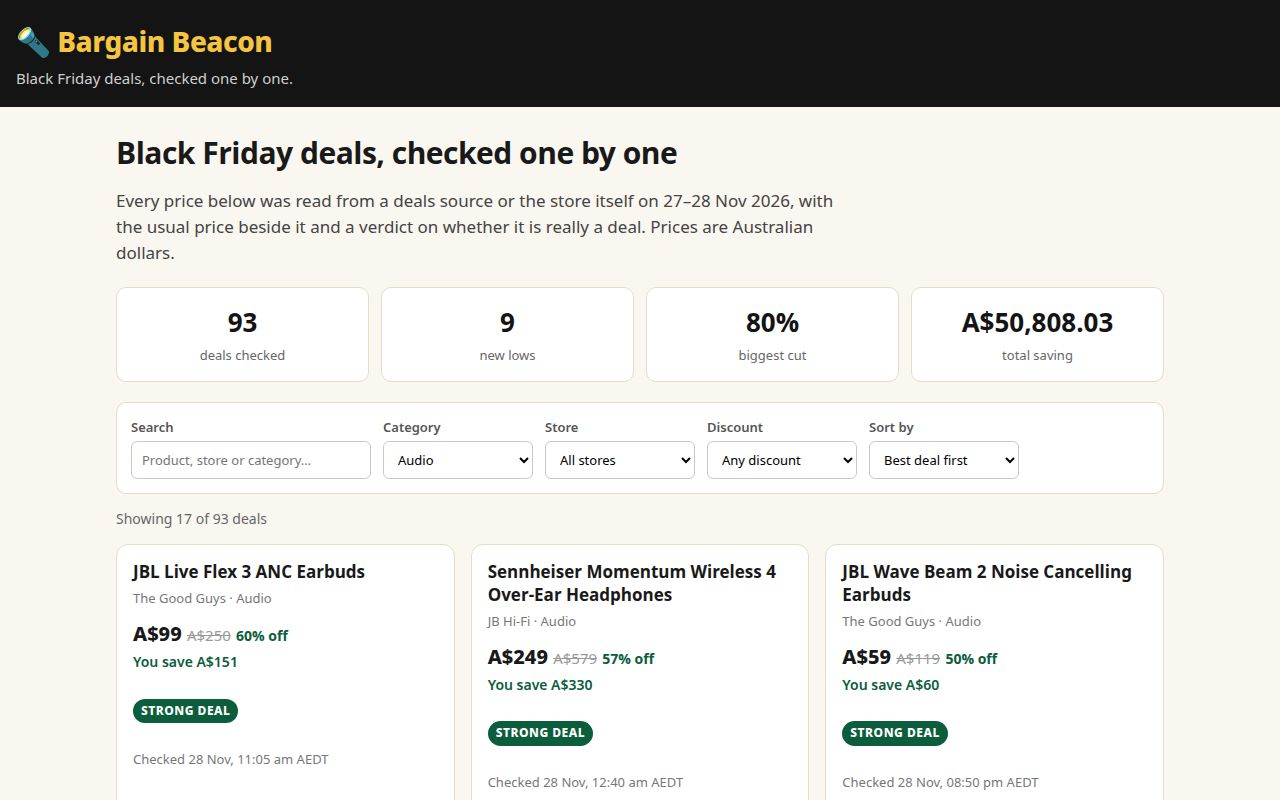 Bargain Beacon
Black Friday deals, checked one by one.
Black Friday deals, checked one by one
Every price below was read from a deals source or the store itself on 27–28 Nov 2026, with
the usual price beside it and a verdict on whether it is really a deal. Prices are Australian
dollars.
93
deals checked
9
new lows
80%
biggest cut
A$50,808.03
total saving
Search
Product, store or category...
Category
Audio
Store
All stores
Discount
Any discount
Sort by
Best deal first
Showing 17 of 93 deals
JBL Live Flex 3 ANC Earbuds
The Good Guys · Audio
A$99 A$250 60% off
You save A$151
STRONG DEAL
Checked 28 Nov, 11:05 am AEDT
Sennheiser Momentum Wireless 4
Over-Ear Headphones
JB Hi-Fi · Audio
A$249 A$579 57% off
You save A$330
STRONG DEAL
Checked 28 Nov, 12:40 am AEDT
JBL Wave Beam 2 Noise Cancelling
Earbuds
The Good Guys · Audio
A$59 A$119 50% off
You save A$60
STRONG DEAL
Checked 28 Nov, 08:50 pm AEDT